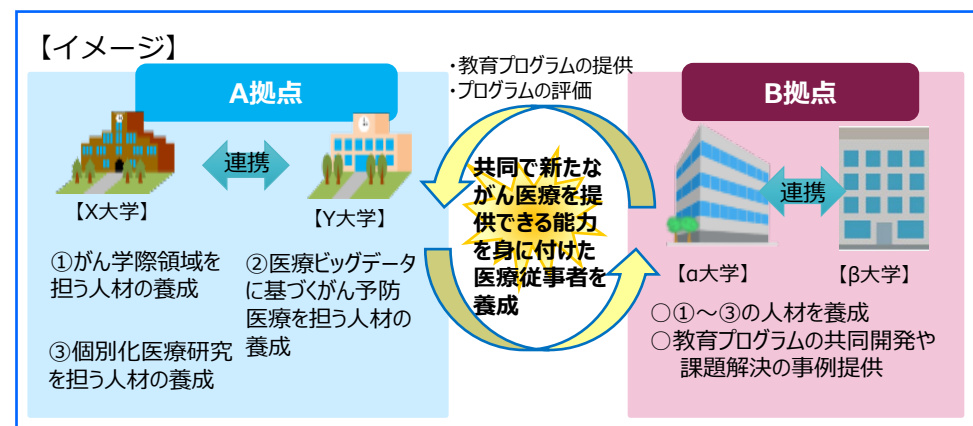 【イメージ】
A拠点
・教育プログラムの提供
・プログラムの評価
B拠点
連携
【X大学】
【Y大学】
共同で新たな
がん医療を提
供できる能力
を身に付けた
医療従事者を
養成
連携
【α大学】
【β大学】
①がん学際領域を
担う人材の養成
②医療ビッグデータ
に基づくがん予防
医療を担う人材の
養成
③個別化医療研究
を担う人材の養成
○①～③の人材を養成
○教育プログラムの共同開発や
課題解決の事例提供